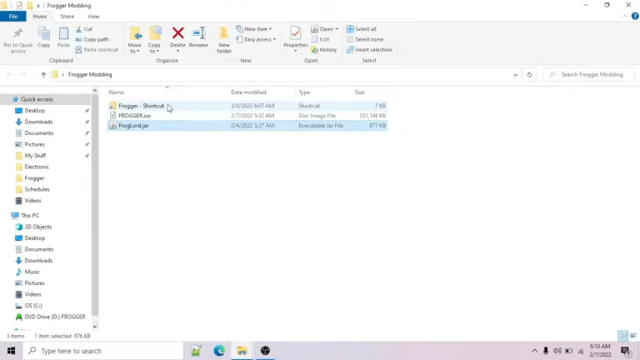 Frogger Modding
File Home Share View
Pin to Quick access
Copy
Paste
Cut
Copy path
Paste shortcut
Move to
Copy to
Delete
Rename
New folder
New item
Easy access
Properties
Open
Edit
History
Select all
Select none
Invert selection
Clipboard Organize New Open Select
Frogger Modding
Search Frogger Modding
Name Date modified Type Size
Frogger - Shortcut 2/4/2022 6:07 AM Shortcut 2 KB
FROGGER.iso 2/7/2022 5:32 AM Disc Image File
FrogLord.jar 2/4/2022 5:37 AM Executable Jar File 877 KB
Quick access
Desktop
Downloads
Documents
Pictures
My Stuff
Electronic
Frogger
Schedules
Videos
This PC
3D Objects
Desktop
Documents
Downloads
Music
Pictures
Videos
OS (C:)
DVD Drive (D:) FROGGER
3 items 1 item selected 876 KB
Type here to search
6:10 AM
2/7/2022